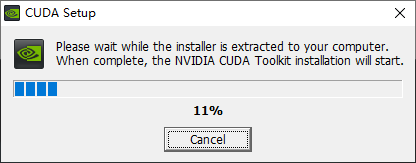 CUDA Setup
Please wait while the installer is extracted to your computer.
When complete, the NVIDIA CUDA Toolkit installation will start.
11%
Cancel